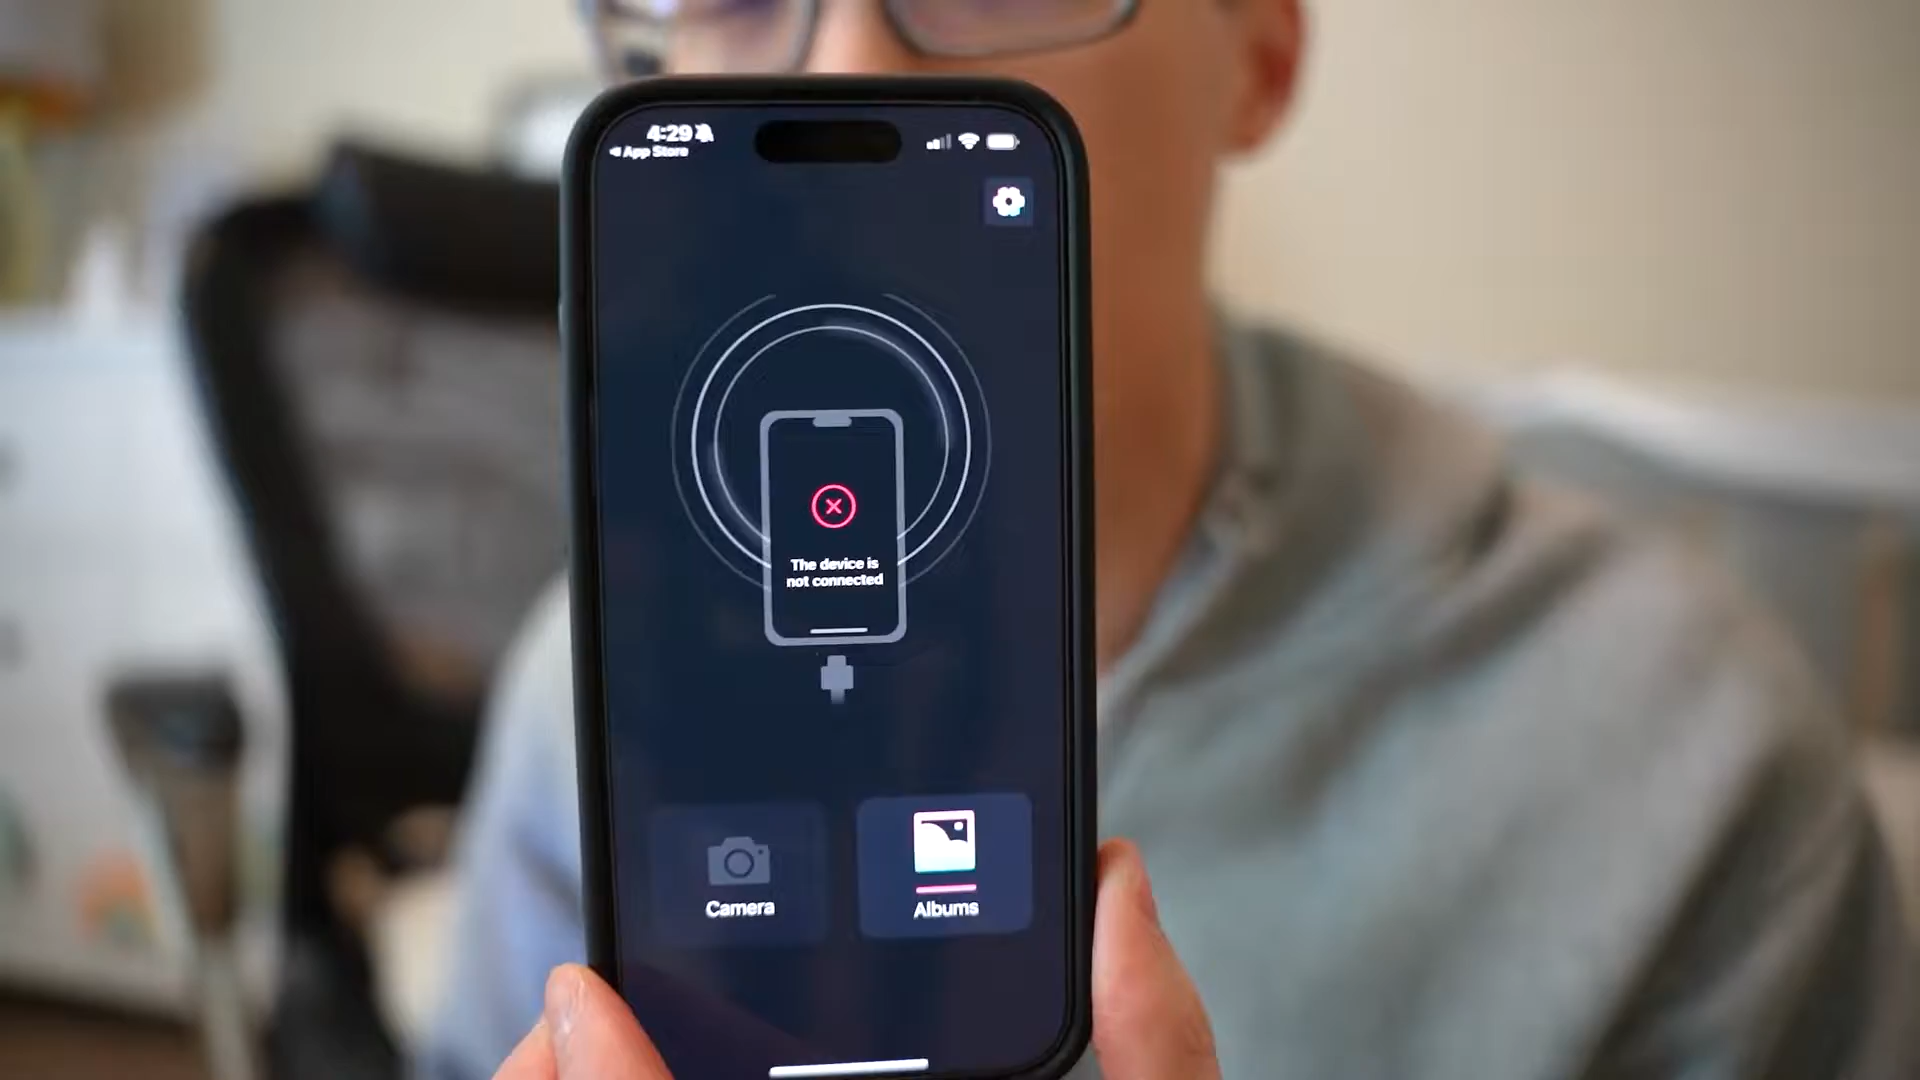 4:29
App Store
The device is
not connected
Camera
Albums